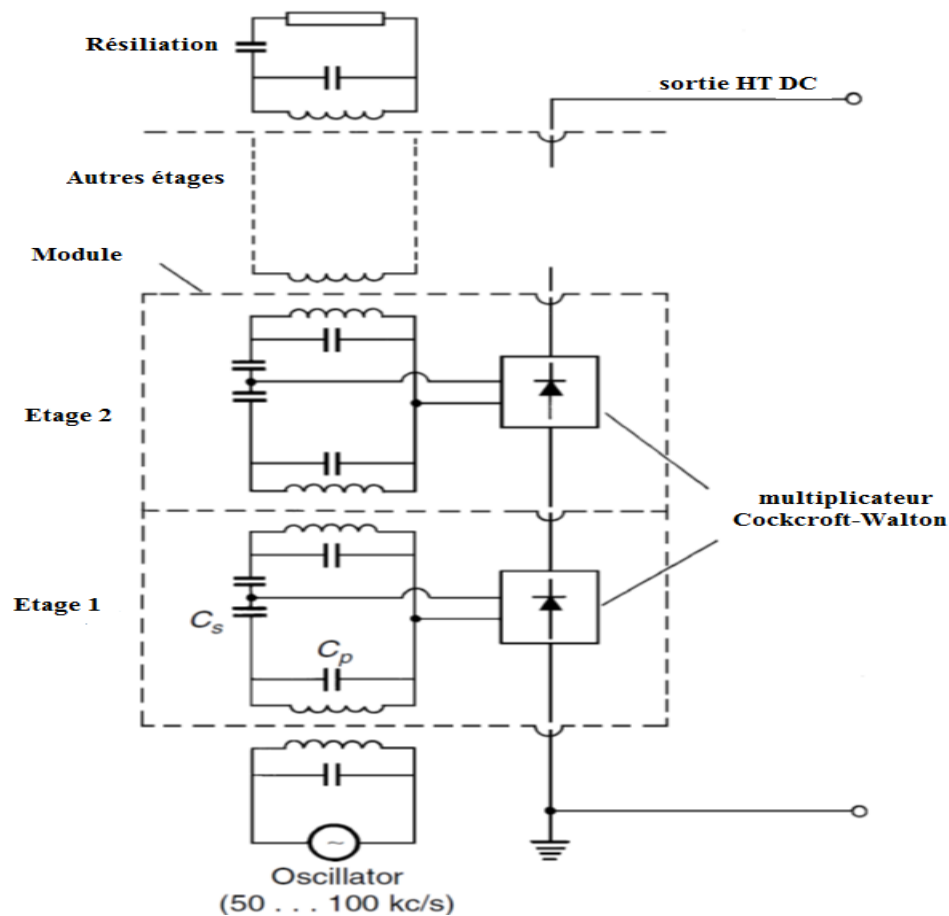 Résiliation
sortie HT DC
Autres étages
Module
Etage 2
multiplicateur
Cockcroft-Walton
Etage 1
Cs
Cp
~
Oscillator
(50 . . . 100 kc/s)